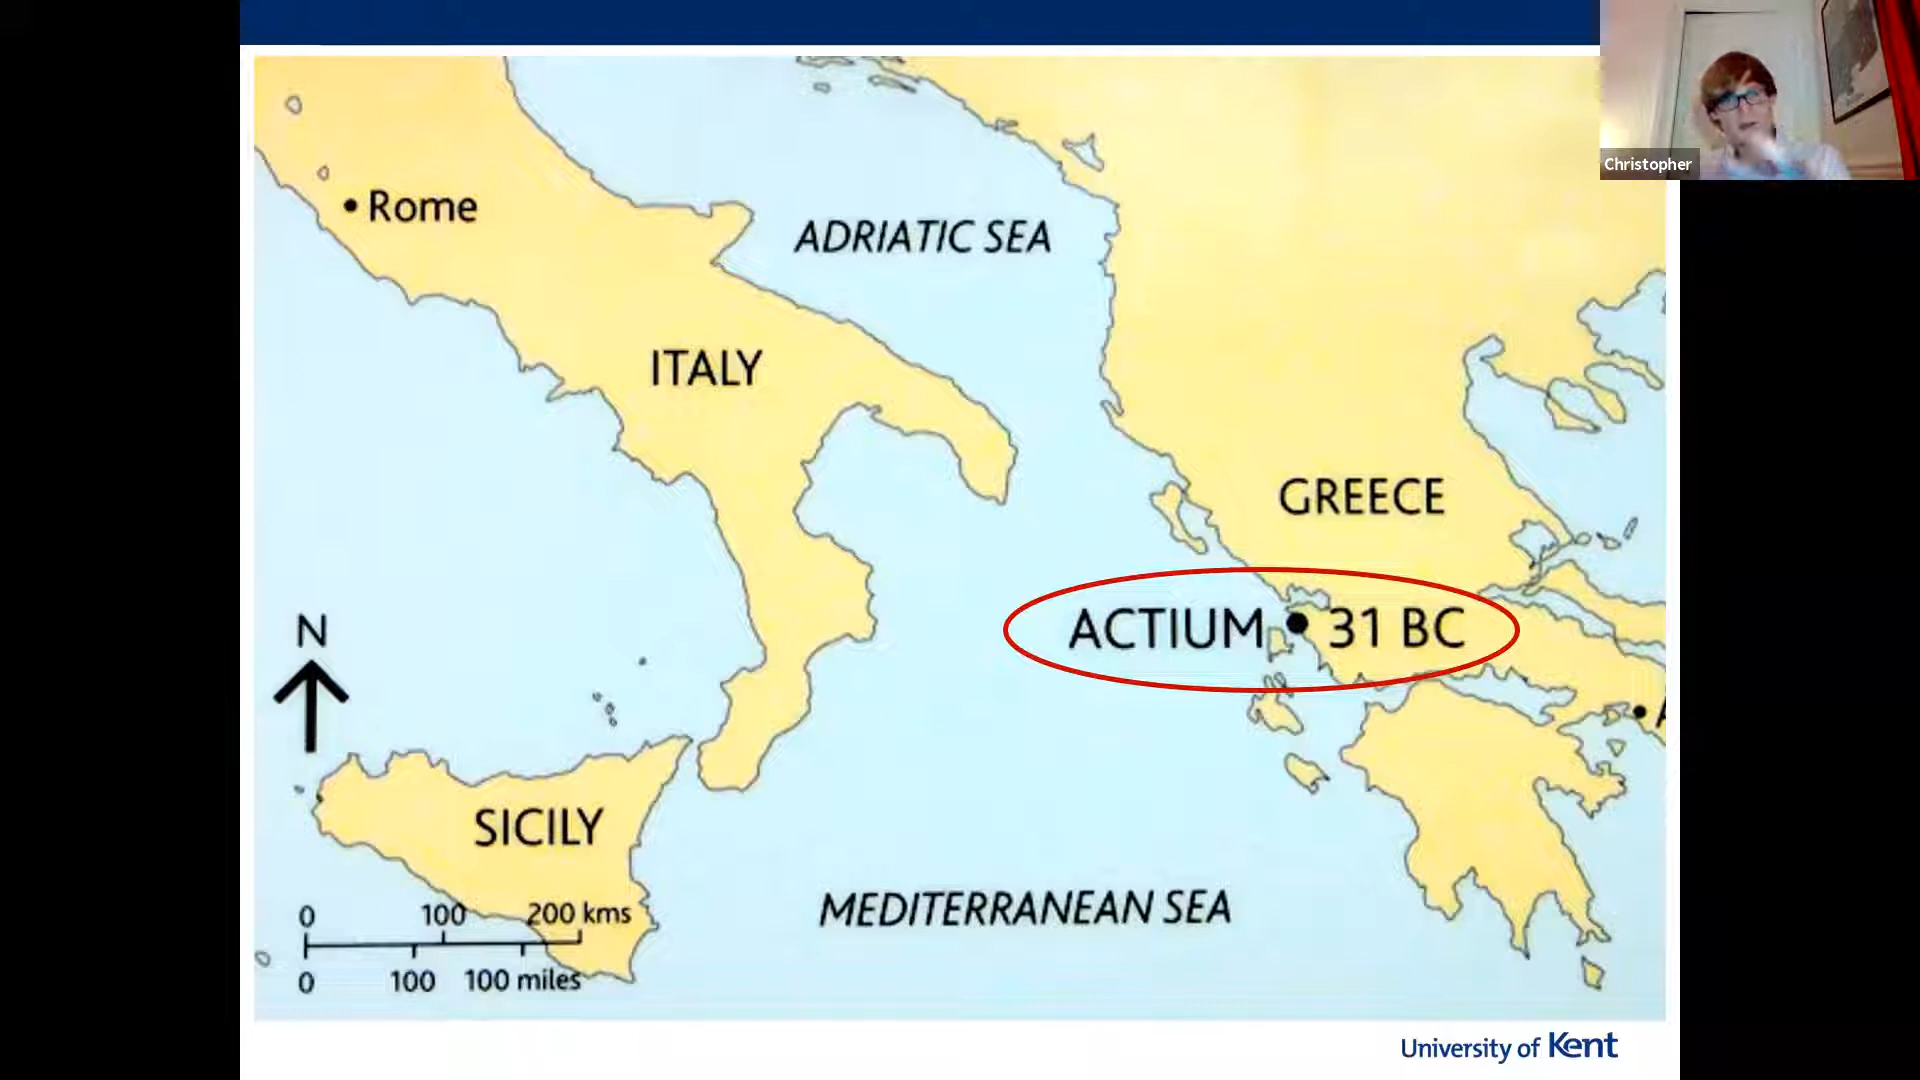 Christopher
Rome
ADRIATIC SEA
ITALY
GREECE
ACTIUM 31 BC
N
SICILY
0 100 200 kms
0 100 100 miles
MEDITERRANEAN SEA
A
University of Kent